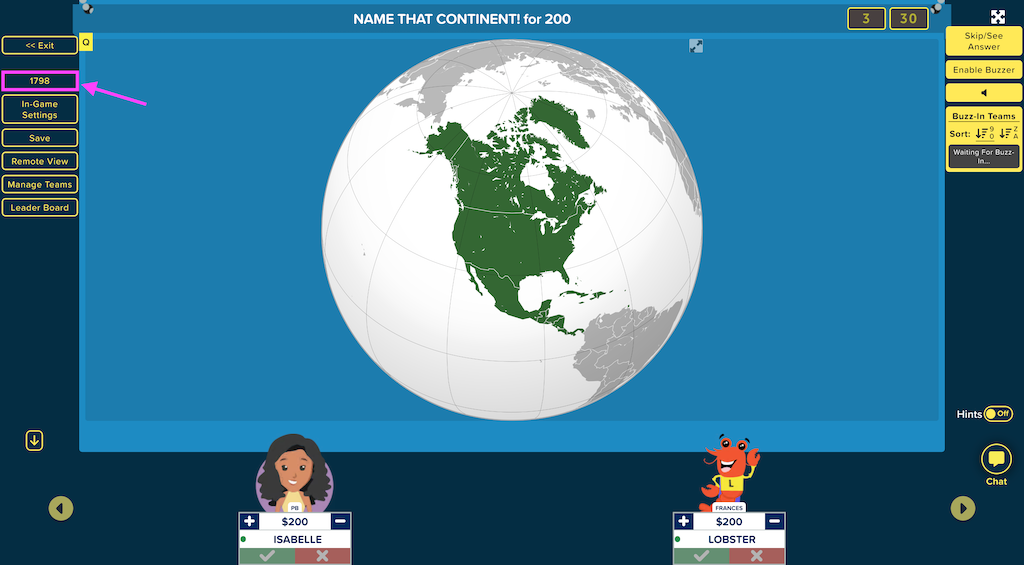 NAME THAT CONTINENT! for 200
3
30
<< Exit
Q
1798
In-Game
Settings
Save
Remote View
Manage Teams
Leader Board
Skip/See
Answer
Enable Buzzer
Buzz-In Teams
Sort:
9
0
Z
A
Waiting For Buzz-
In...
Hints
Off
Chat
PB
+ $200 −
ISABELLE
L
FRANCES
+ $200 −
LOBSTER